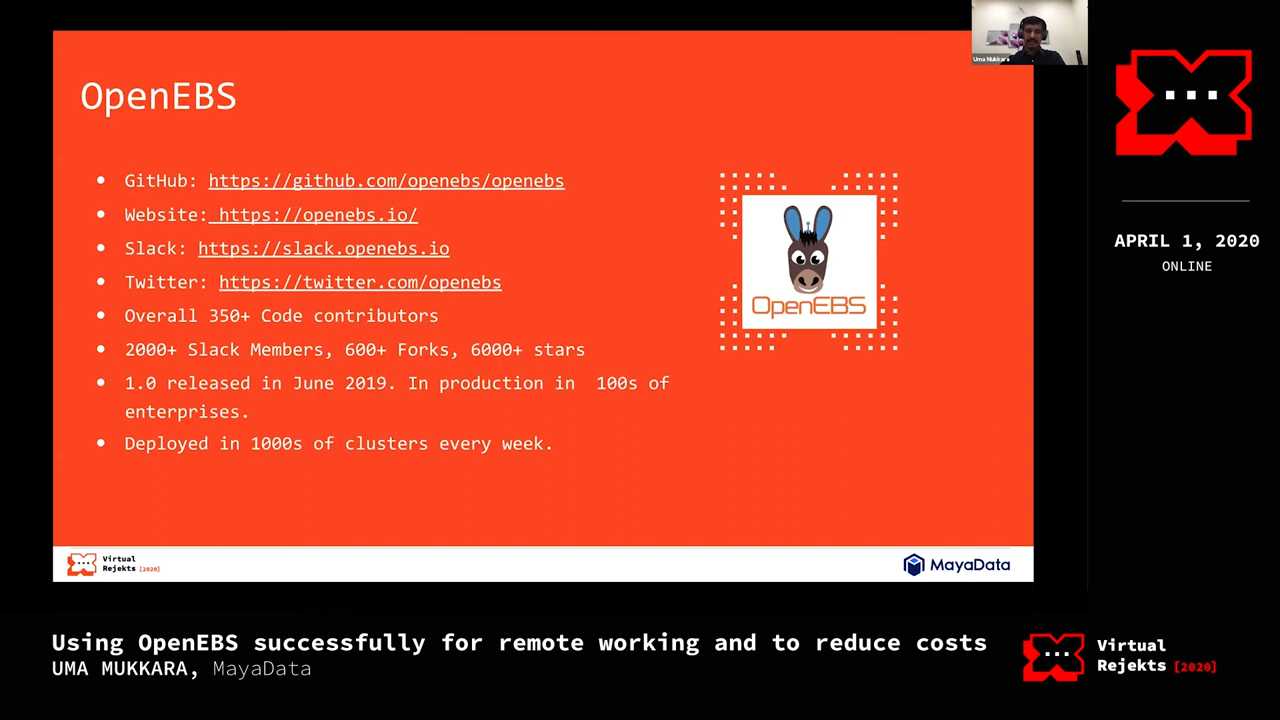 Uma Mukkara
OpenEBS
• GitHub: https://github.com/openebs/openebs
• Website: https://openebs.io/
• Slack: https://slack.openebs.io
• Twitter: https://twitter.com/openebs
• Overall 350+ Code contributors
• 2000+ Slack Members, 600+ Forks, 6000+ stars
• 1.0 released in June 2019. In production in 100s of
enterprises.
• Deployed in 1000s of clusters every week.
OpenEBS
APRIL 1, 2020
ONLINE
Virtual
Rejekts [2020]
MayaData
Using OpenEBS successfully for remote working and to reduce costs
UMA MUKKARA, MayaData
Virtual
Rejekts [2020]